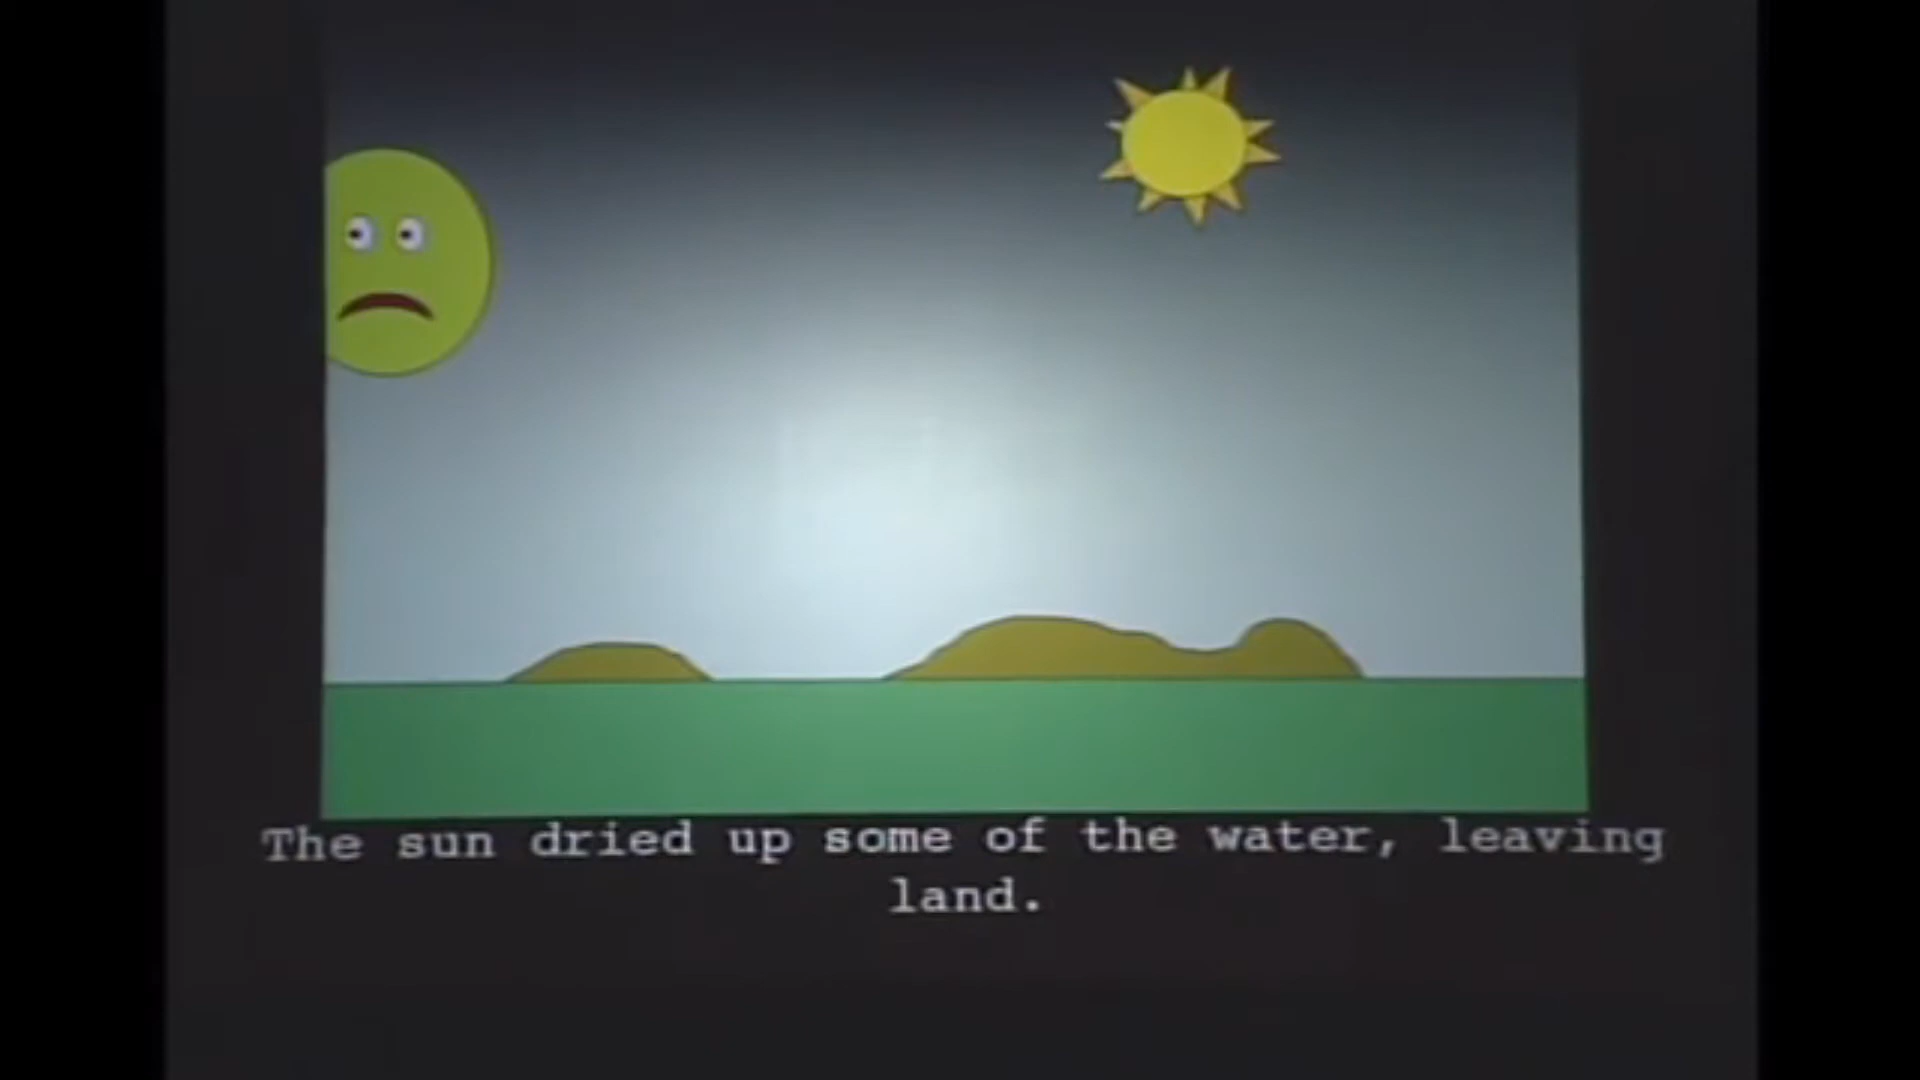 The sun dried up some of the water, leaving
land.